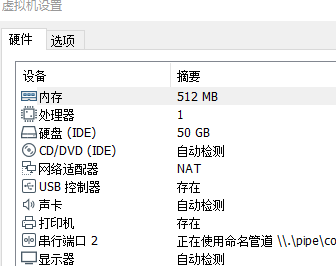 虚拟机设置
硬件 选项
设备 摘要
内存 512 MB
处理器 1
硬盘 (IDE) 50 GB
CD/DVD (IDE) 自动检测
网络适配器 NAT
USB 控制器 存在
声卡 自动检测
打印机 存在
串行端口 2 正在使用命名管道 \\.\pipe\co
显示器 自动检测